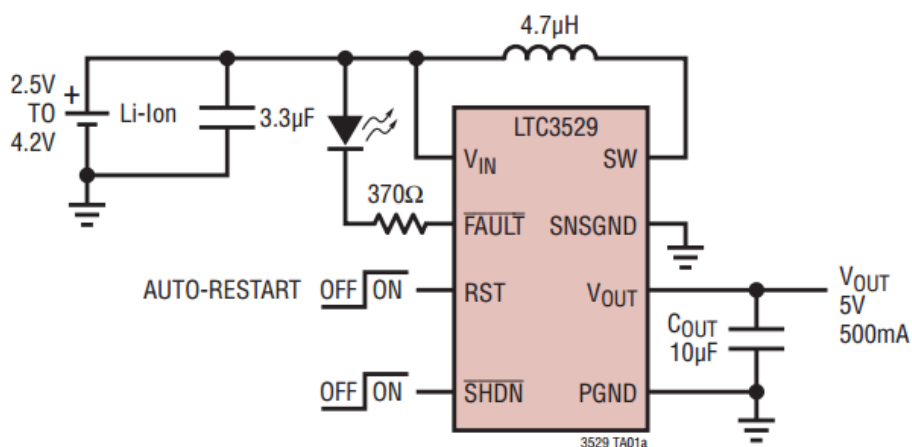 4.7µH
2.5V
TO
4.2V
+
Li-Ion
3.3µF
LTC3529
VIN
SW
370Ω
FAULT
SNSGND
AUTO-RESTART
OFF
ON
RST
VOUT
VOUT
5V
500mA
COUT
10µF
OFF
ON
SHDN
PGND
3529 TA01a